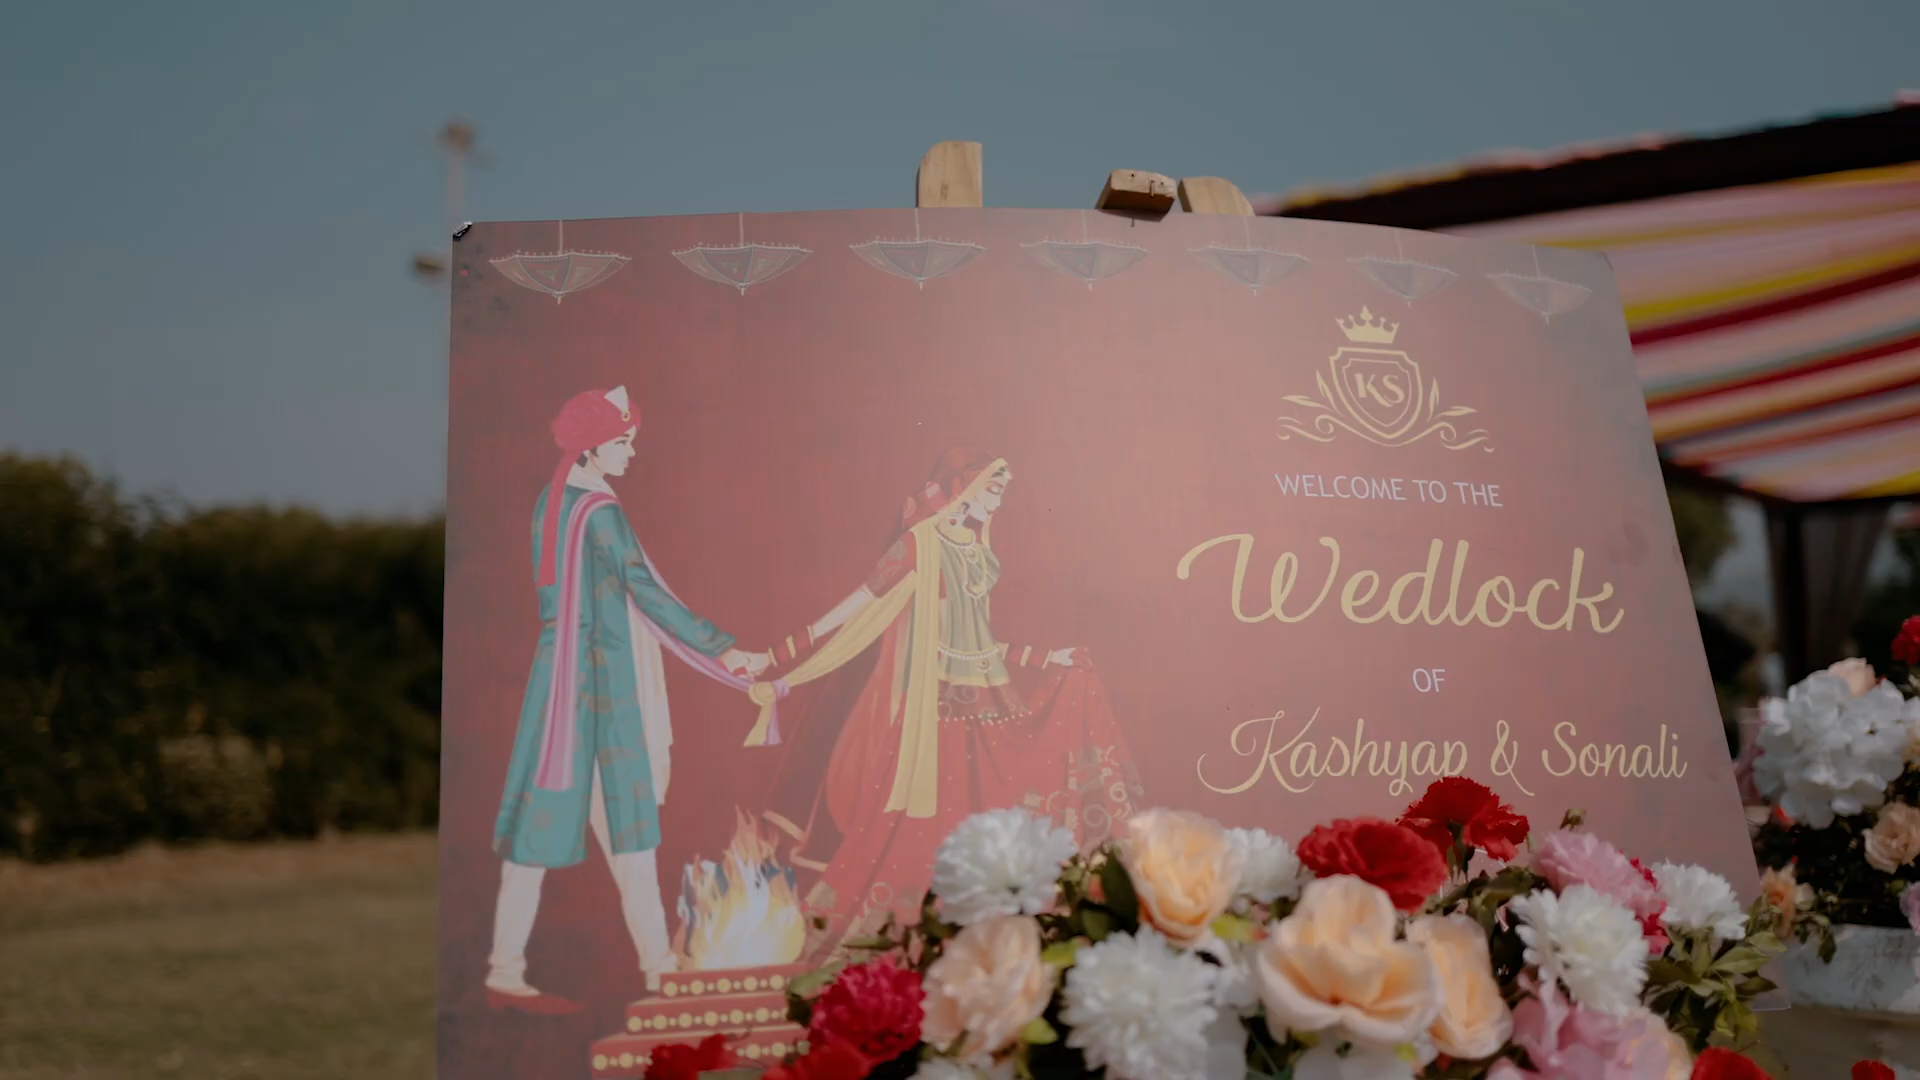 KS
WELCOME TO THE
Wedlock
OF
Kashyap & Sonali